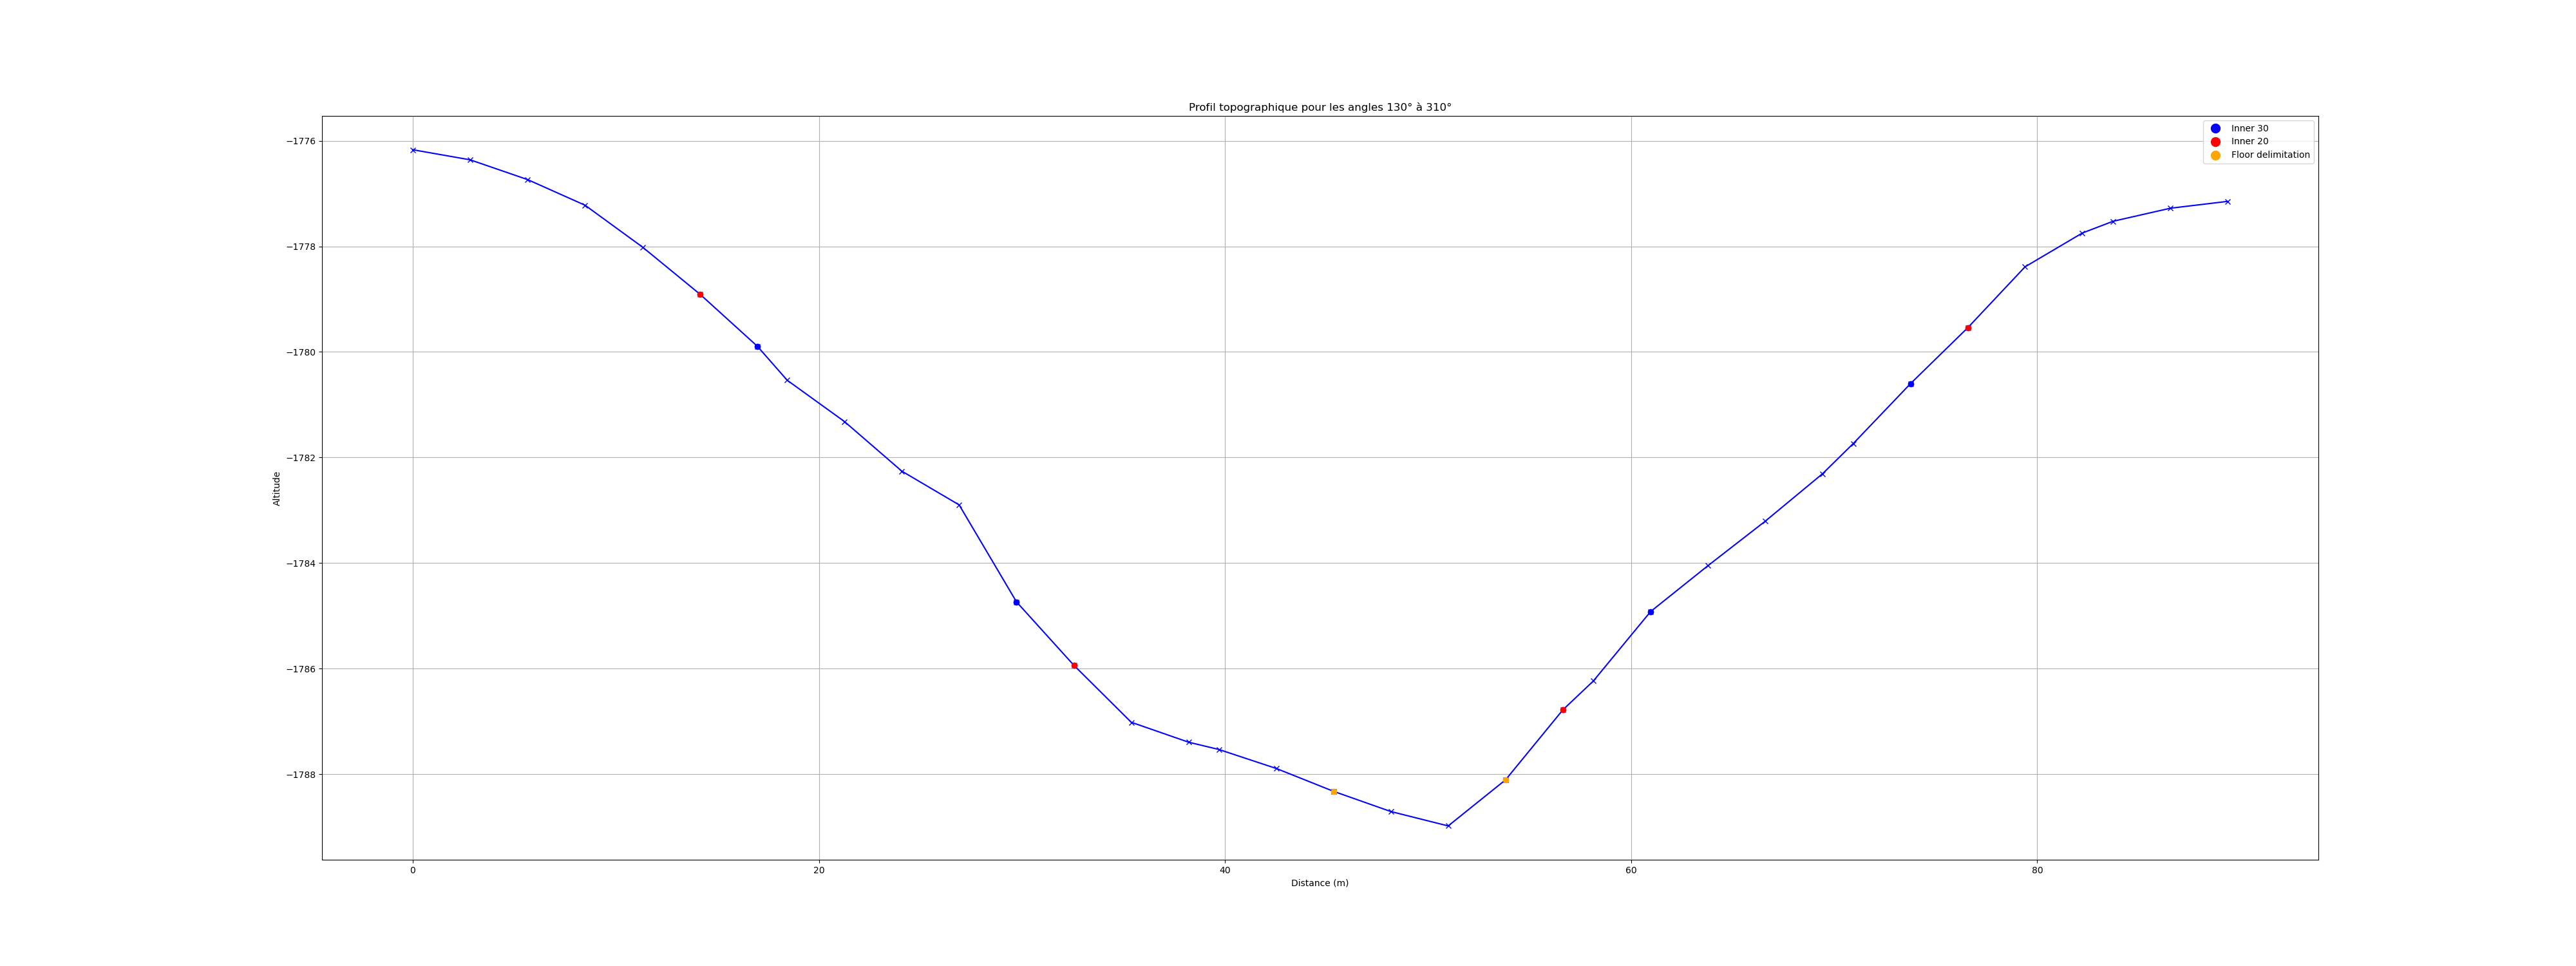 Profil topographique pour les angles 130° à 310°
Inner 30
Inner 20
Floor delimitation
−1776
−1778
−1780
−1782
−1784
−1786
−1788
Altitude
0
20
40
60
80
Distance (m)